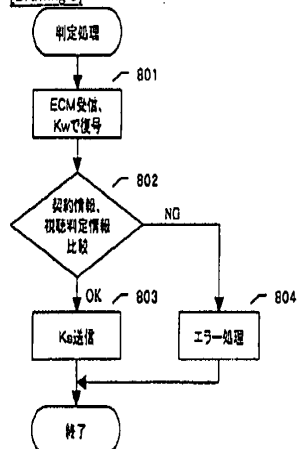 判定処理
801
ECM受信、
Kwで復号
802
契約情報、
視聴判定情報
比較
NG
OK
803
804
Ks送信
エラー処理
終了